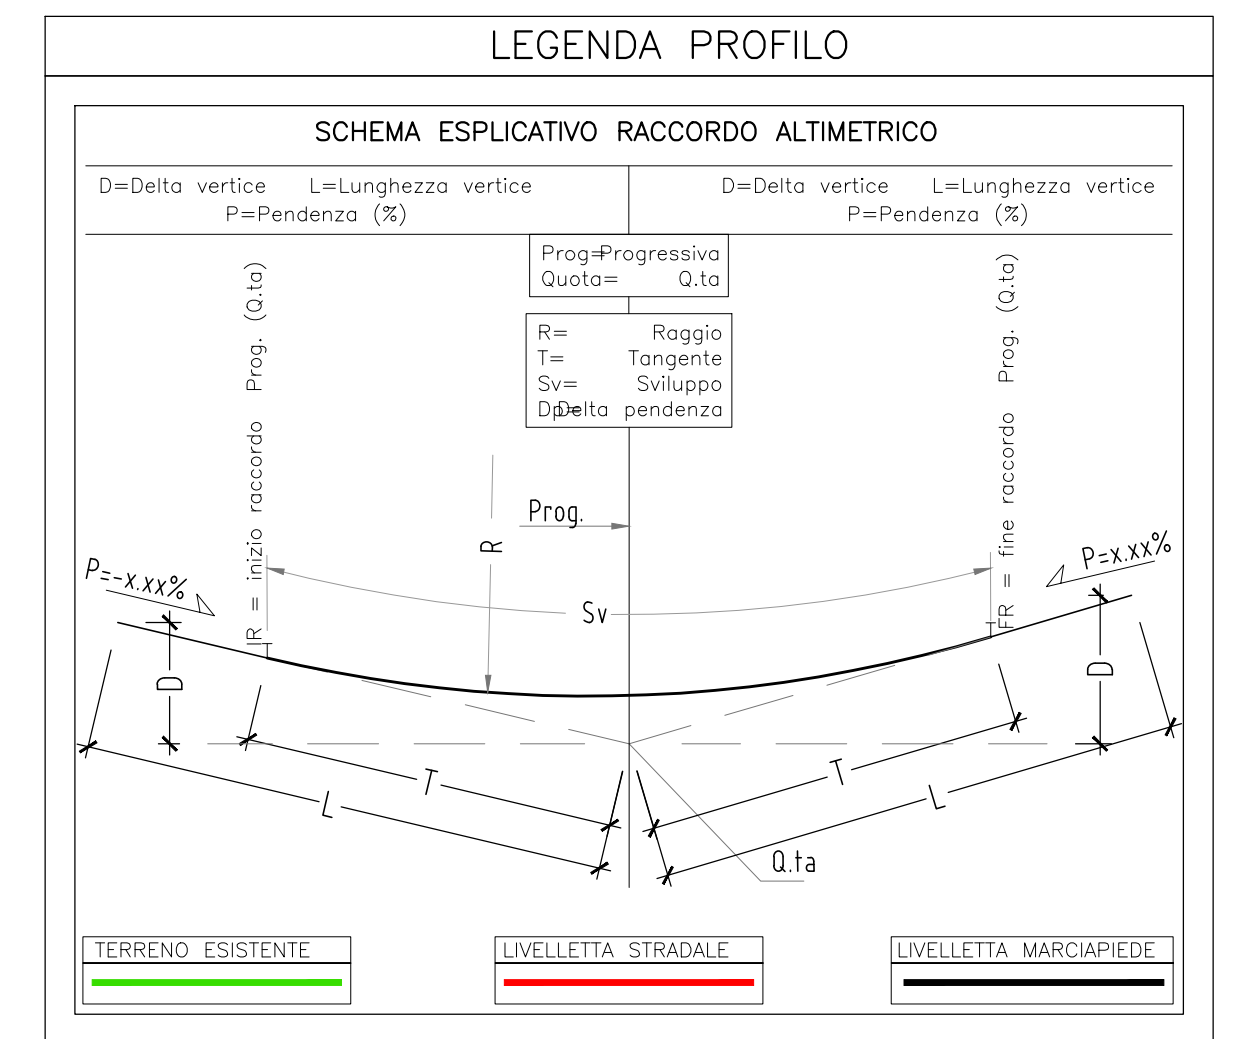 LEGENDA PROFILO
SCHEMA ESPLICATIVO RACCORDO ALTIMETRICO
D=Delta vertice L=Lunghezza vertice
P=Pendenza (%)
D=Delta vertice L=Lunghezza vertice
P=Pendenza (%)
Prog=Progressiva
Quota= Q.ta
R= Raggio
T= Tangente
Sv= Sviluppo
Dp=Delta pendenza
IR = inizio raccordo Prog. (Q.ta)
FR = fine raccordo Prog. (Q.ta)
Prog.
R
Sv
P=-x.xx%
P=x.xx%
T
T
D
D
T
T
L
L
Q.ta
TERRENO ESISTENTE
LIVELLETTA STRADALE
LIVELLETTA MARCIAPIEDE